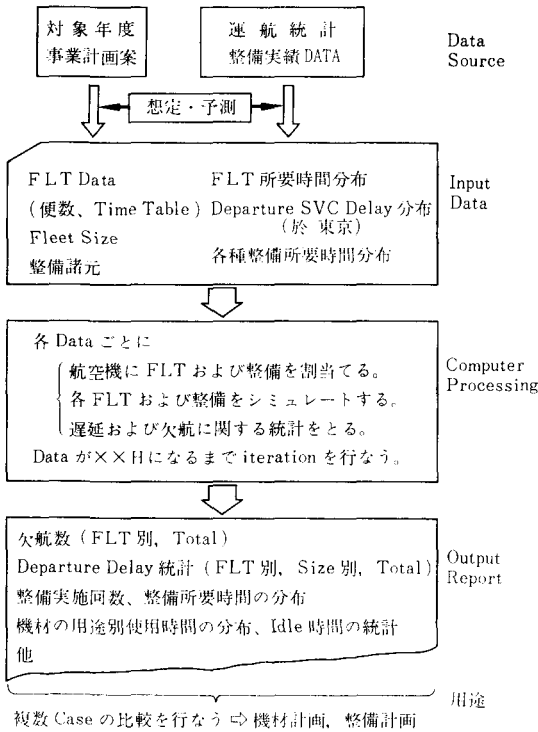 対象年度
事業計画案
運航統計
整備実績DATA
Data
Source
想定・予測
FLT Data
(便数、Time Table)
Fleet Size
整備諸元
FLT所要時間分布
Departure SVC Delay分布
(於 東京)
各種整備所要時間分布
Input
Data
各Dataごとに
航空機にFLTおよび整備を割当てる。
各FLTおよび整備をシミュレートする。
遅延および欠航に関する統計をとる。
Dataが××Hになるまでiterationを行なう。
Computer
Processing
欠航数(FLT別, Total)
Departure Delay統計(FLT別, Size別, Total)
整備実施回数、整備所要時間の分布
機材の用途別使用時間の分布、Idle時間の統計
他
Output
Report
用途
複数Caseの比較を行なう⇨機材計画, 整備計画